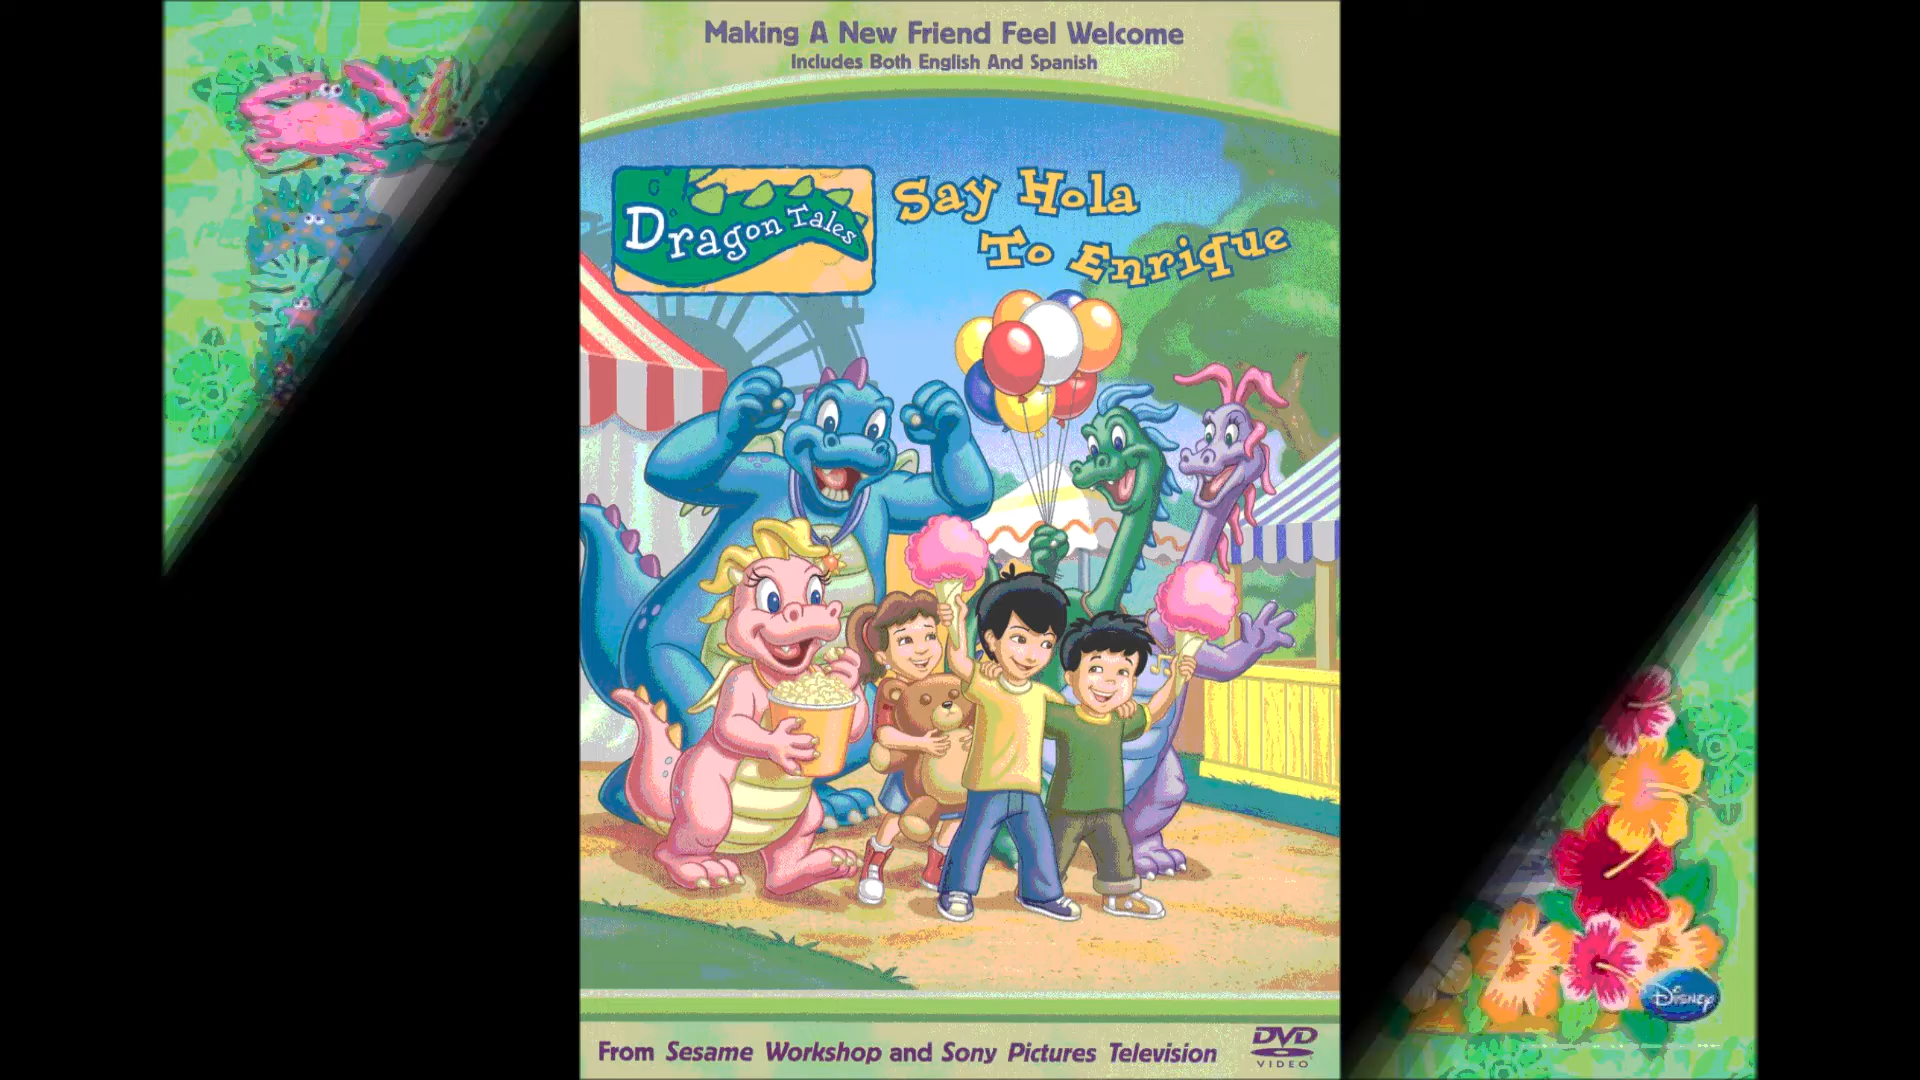 Making A New Friend Feel Welcome
Includes Both English And Spanish
Dragon Tales
Say Hola
To Enrique
Disney
From Sesame Workshop and Sony Pictures Television
DVD
VIDEO